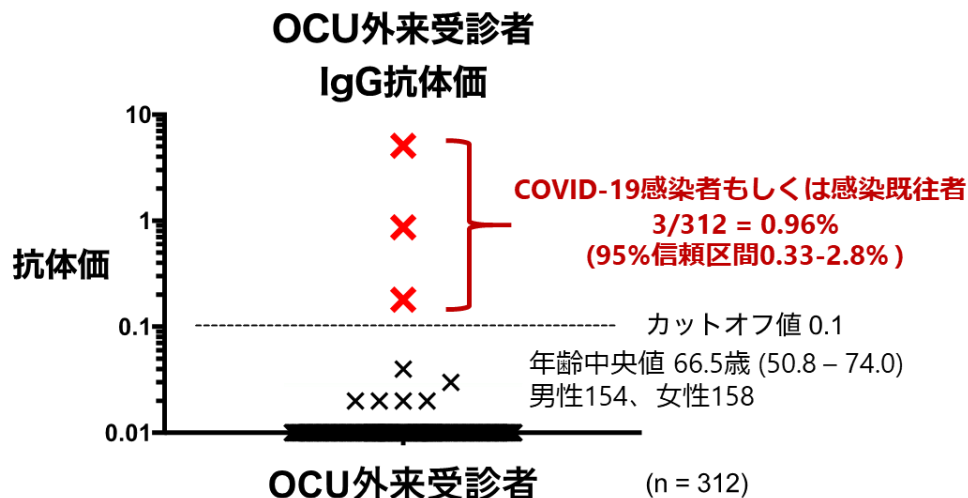 OCU外来受診者
IgG抗体価
10
COVID-19感染者もしくは感染既往者
3/312 = 0.96%
(95%信頼区間0.33-2.8% )
1
抗体価
0.1
カットオフ値 0.1
年齢中央値 66.5歳 (50.8 – 74.0)
男性154、女性158
0.01
OCU外来受診者
(n = 312)